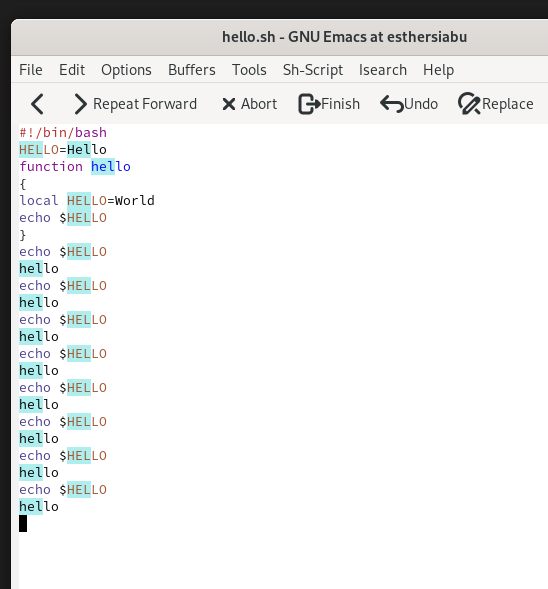 hello.sh - GNU Emacs at esthersiabu
File Edit Options Buffers Tools Sh-Script Isearch Help
Repeat Forward Abort Finish Undo Replace
#!/bin/bash
HELLO=Hello
function hello
{
local HELLO=World
echo $HELLO
}
echo $HELLO
hello
echo $HELLO
hello
echo $HELLO
hello
echo $HELLO
hello
echo $HELLO
hello
echo $HELLO
hello
echo $HELLO
hello
echo $HELLO
hello